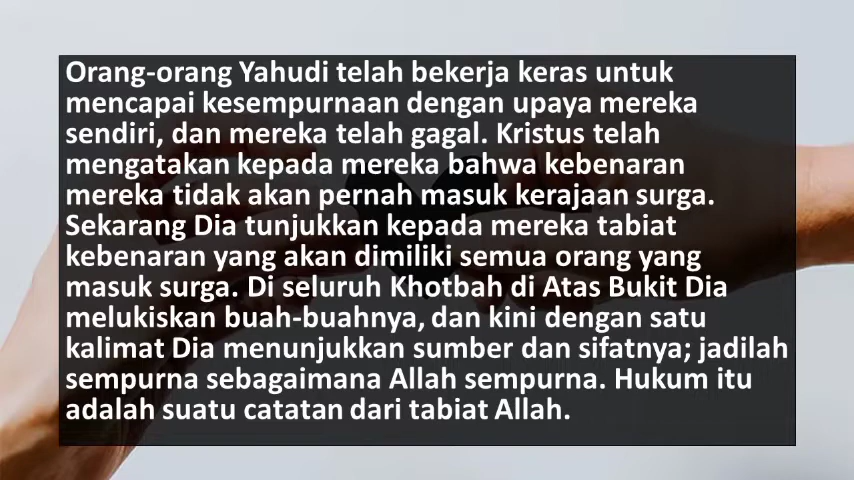 Orang-orang Yahudi telah bekerja keras untuk
mencapai kesempurnaan dengan upaya mereka
sendiri, dan mereka telah gagal. Kristus telah
mengatakan kepada mereka bahwa kebenaran
mereka tidak akan pernah masuk kerajaan surga.
Sekarang Dia tunjukkan kepada mereka tabiat
kebenaran yang akan dimiliki semua orang yang
masuk surga. Di seluruh Khotbah di Atas Bukit Dia
melukiskan buah-buahnya, dan kini dengan satu
kalimat Dia menunjukkan sumber dan sifatnya; jadilah
sempurna sebagaimana Allah sempurna. Hukum itu
adalah suatu catatan dari tabiat Allah.